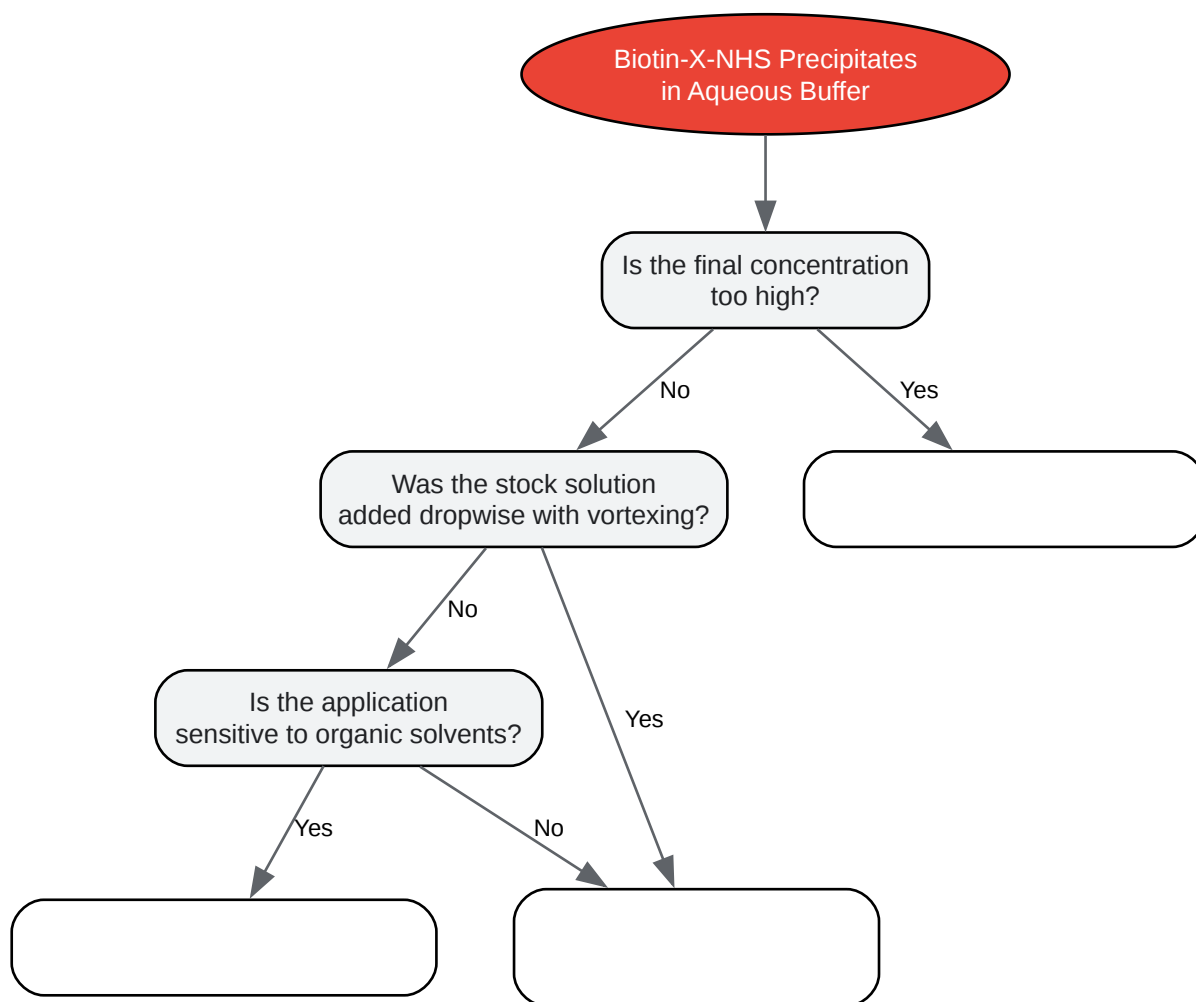 Biotin-X-NHS Precipitates
in Aqueous Buffer
Is the final concentration
too high?
No
Yes
Was the stock solution
added dropwise with vortexing?
No
Yes
Is the application
sensitive to organic solvents?
Yes
No